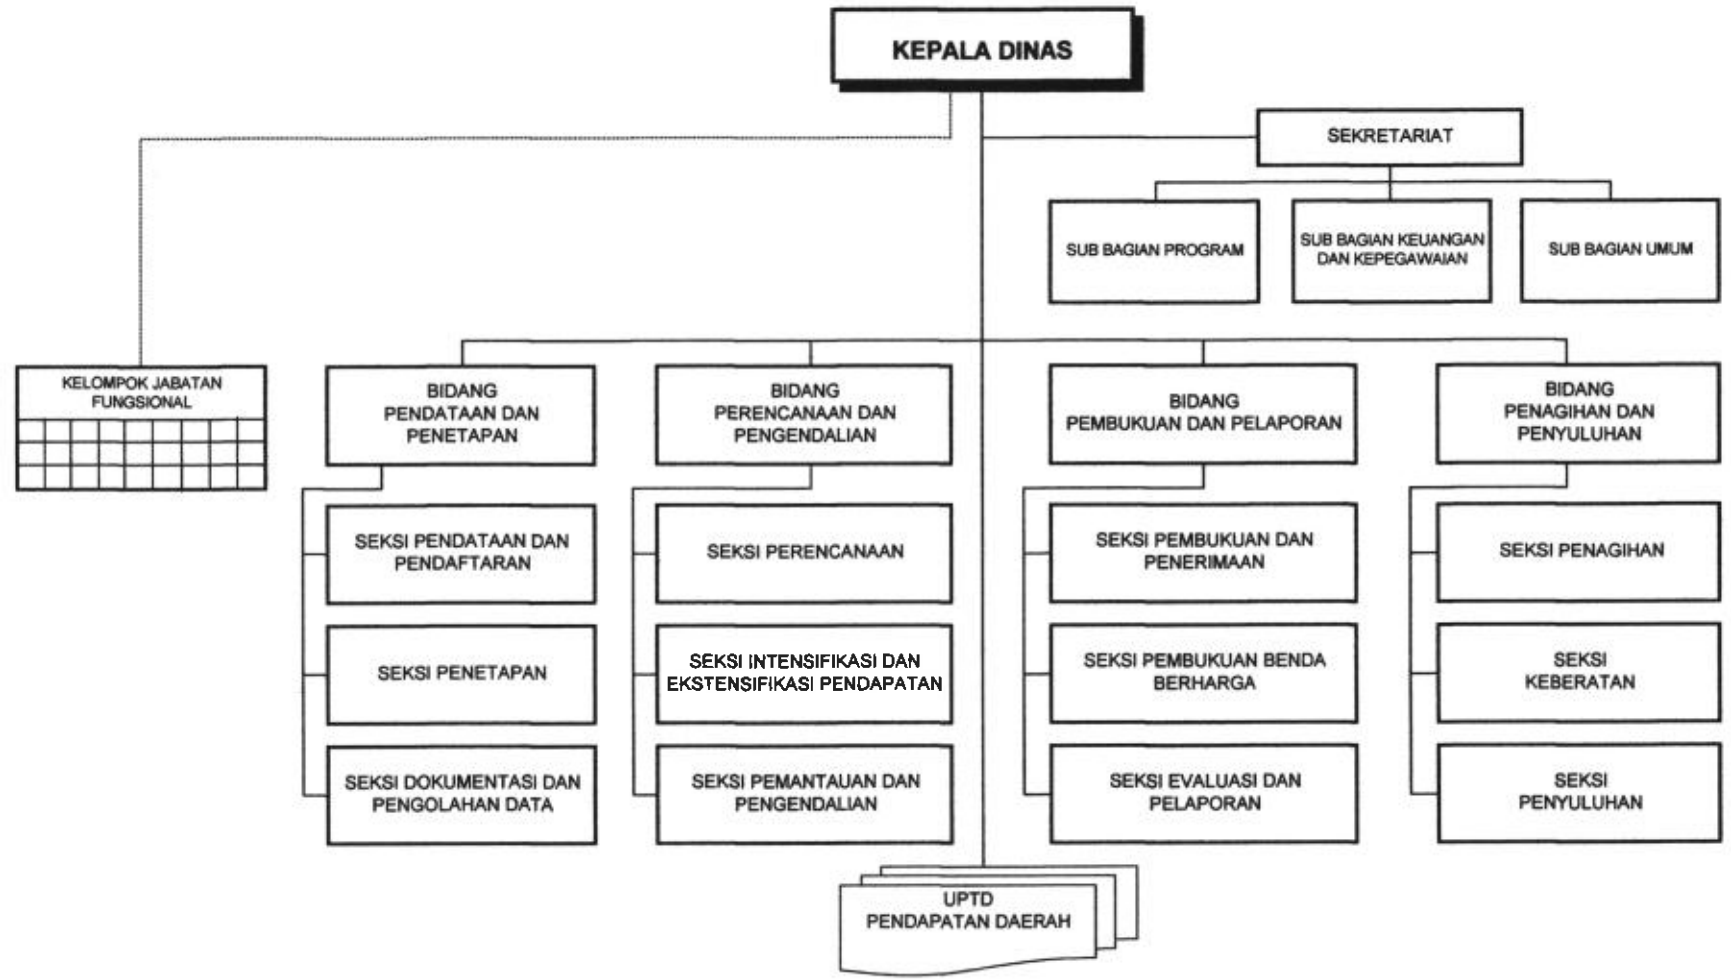 KEPALA DINAS
SEKRETARIAT
SUB BAGIAN PROGRAM
SUB BAGIAN KEUANGAN
DAN KEPEGAWAIAN
SUB BAGIAN UMUM
KELOMPOK JABATAN
FUNGSIONAL
BIDANG
PENDATAAN DAN
PENETAPAN
BIDANG
PERENCANAAN DAN
PENGENDALIAN
BIDANG
PEMBUKUAN DAN PELAPORAN
BIDANG
PENAGIHAN DAN
PENYULUHAN
SEKSI PENDATAAN DAN
PENDAFTARAN
SEKSI PERENCANAAN
SEKSI PEMBUKUAN DAN
PENERIMAAN
SEKSI PENAGIHAN
SEKSI PENETAPAN
SEKSI INTENSIFIKASI DAN
EKSTENSIFIKASI PENDAPATAN
SEKSI PEMBUKUAN BENDA
BERHARGA
SEKSI
KEBERATAN
SEKSI DOKUMENTASI DAN
PENGOLAHAN DATA
SEKSI PEMANTAUAN DAN
PENGENDALIAN
SEKSI EVALUASI DAN
PELAPORAN
SEKSI
PENYULUHAN
UPTD
PENDAPATAN DAERAH